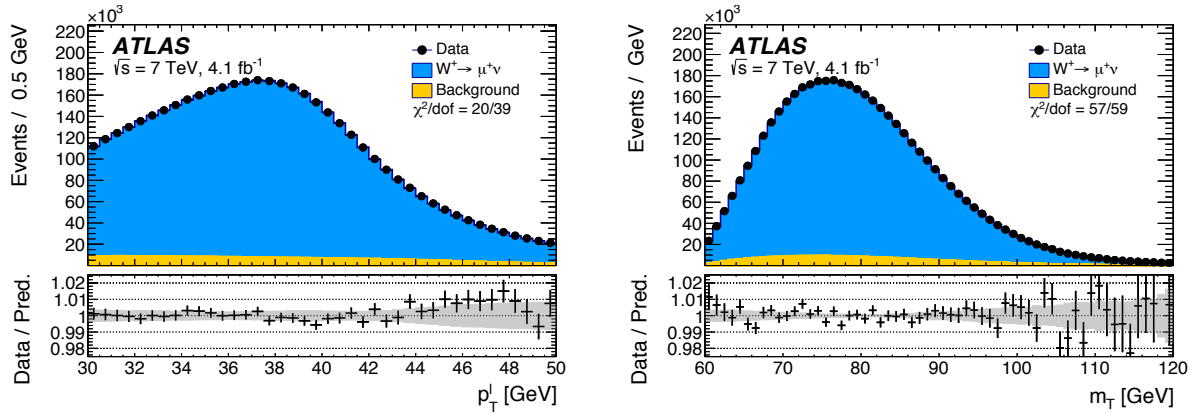 ×10³
220
200
180
160
140
120
100
80
60
40
20
Events / 0.5 GeV
ATLAS
√s = 7 TeV, 4.1 fb⁻¹
Data
W⁺→ μ⁺ν
Background
χ²/dof = 20/39
1.02
1.01
1
0.99
0.98
Data / Pred.
30 32 34 36 38 40 42 44 46 48 50
p_T^l [GeV]
×10³
220
200
180
160
140
120
100
80
60
40
20
Events / GeV
ATLAS
√s = 7 TeV, 4.1 fb⁻¹
Data
W⁺→ μ⁺ν
Background
χ²/dof = 57/59
1.02
1.01
1
0.99
0.98
Data / Pred.
60 70 80 90 100 110 120
m_T [GeV]